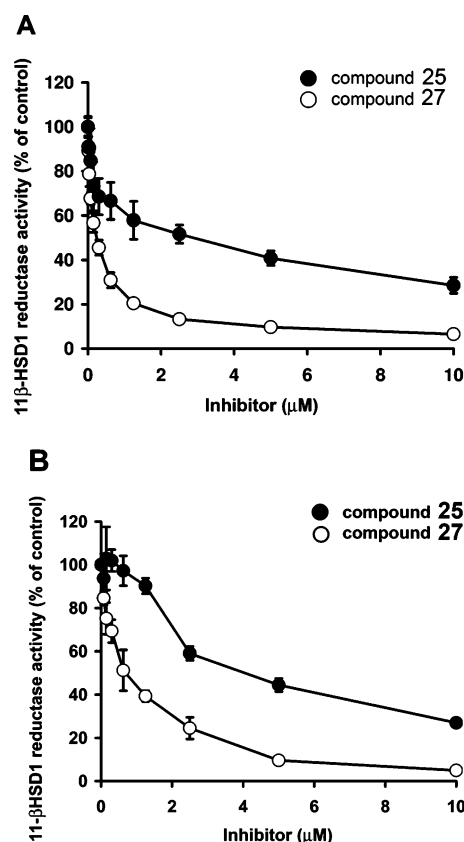 A
compound 25
compound 27
11β-HSD1 reductase activity (% of control)
120
100
80
60
40
20
0
0 2 4 6 8 10
Inhibitor (μM)
B
compound 25
compound 27
11-βHSD1 reductase activity (% of control)
120
100
80
60
40
20
0
0 2 4 6 8 10
Inhibitor (μM)